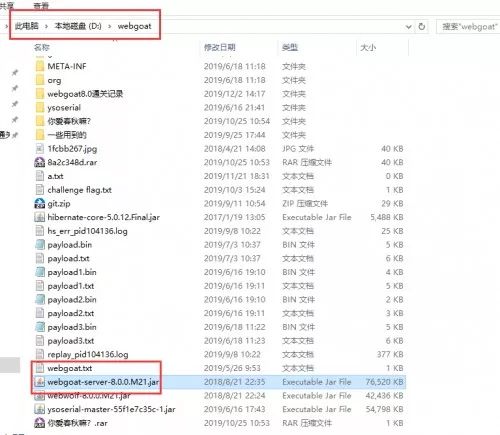 共享 查看
此电脑 › 本地磁盘 (D:) › webgoat
搜索"webgoat"
名称 修改日期 类型 大小
META-INF 2019/6/18 11:18 文件夹
org 2019/6/18 11:18 文件夹
webgoat8.0通关记录 2019/12/2 14:17 文件夹
ysoserial 2019/6/16 21:41 文件夹
你爱春秋嘛? 2019/10/25 10:54 文件夹
一些用到的 2019/9/25 17:44 文件夹
1fcbb267.jpg 2018/4/21 14:08 JPG 文件 40 KB
8a2c348d.rar 2019/10/25 10:53 RAR 压缩文件 40 KB
a.txt 2019/11/21 18:31 文本文档 0 KB
challenge flag.txt 2019/10/3 15:24 文本文档 1 KB
git.zip 2019/9/11 10:54 ZIP 压缩文件 29 KB
hibernate-core-5.0.12.Final.jar 2017/1/19 13:05 Executable Jar File 5,488 KB
hs_err_pid104136.log 2019/9/8 10:22 文本文档 25 KB
payload.bin 2019/7/3 10:37 BIN 文件 1 KB
payload.txt 2019/7/3 10:37 文本文档 1 KB
payload1.bin 2019/6/16 19:10 BIN 文件 4 KB
payload1.txt 2019/6/16 19:10 文本文档 4 KB
payload2.bin 2019/6/16 19:10 BIN 文件 4 KB
payload2.txt 2019/6/16 19:10 文本文档 4 KB
payload3.bin 2019/6/18 11:22 BIN 文件 1 KB
payload3.txt 2019/6/18 11:23 文本文档 1 KB
replay_pid104136.log 2019/9/8 10:22 文本文档 377 KB
webgoat.txt 2019/5/26 9:53 文本文档 1 KB
webgoat-server-8.0.0.M21.jar 2018/8/21 22:35 Executable Jar File 76,520 KB
webwolf-8.0.0.M21.jar 2018/8/21 22:35 Executable Jar File 42,436 KB
ysoserial-master-55f1e7c35c-1.jar 2019/6/16 17:43 Executable Jar File 54,798 KB
你爱春秋嘛? .rar 2019/10/25 10:54 RAR 压缩文件 1 KB